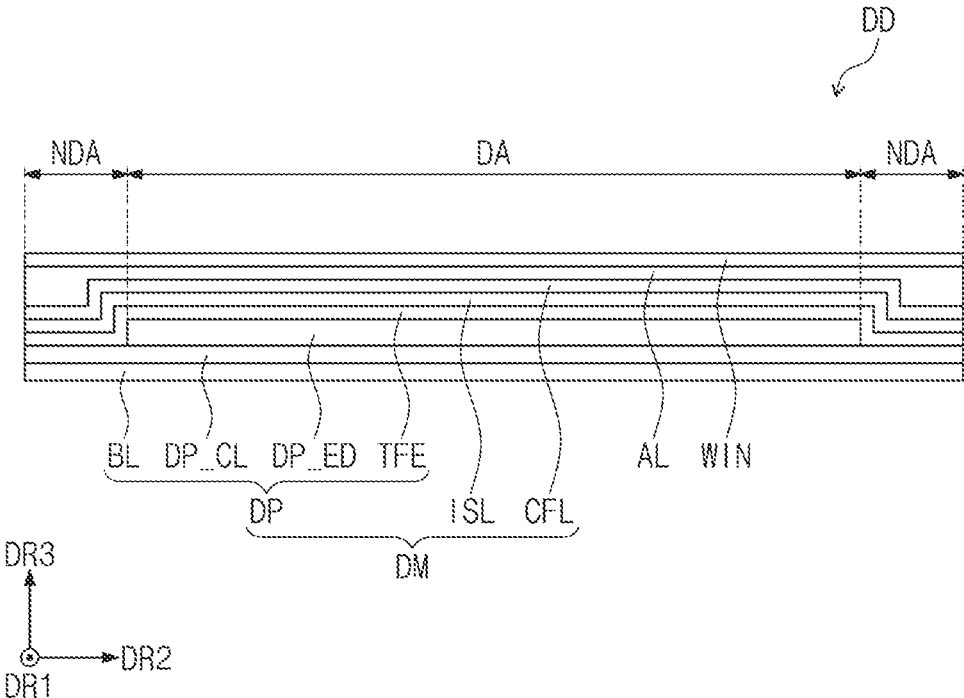 DD
NDA DA NDA
BL DP_CL DP_ED TFE AL WIN
DP ISL CFL
DM
DR3
DR2
DR1